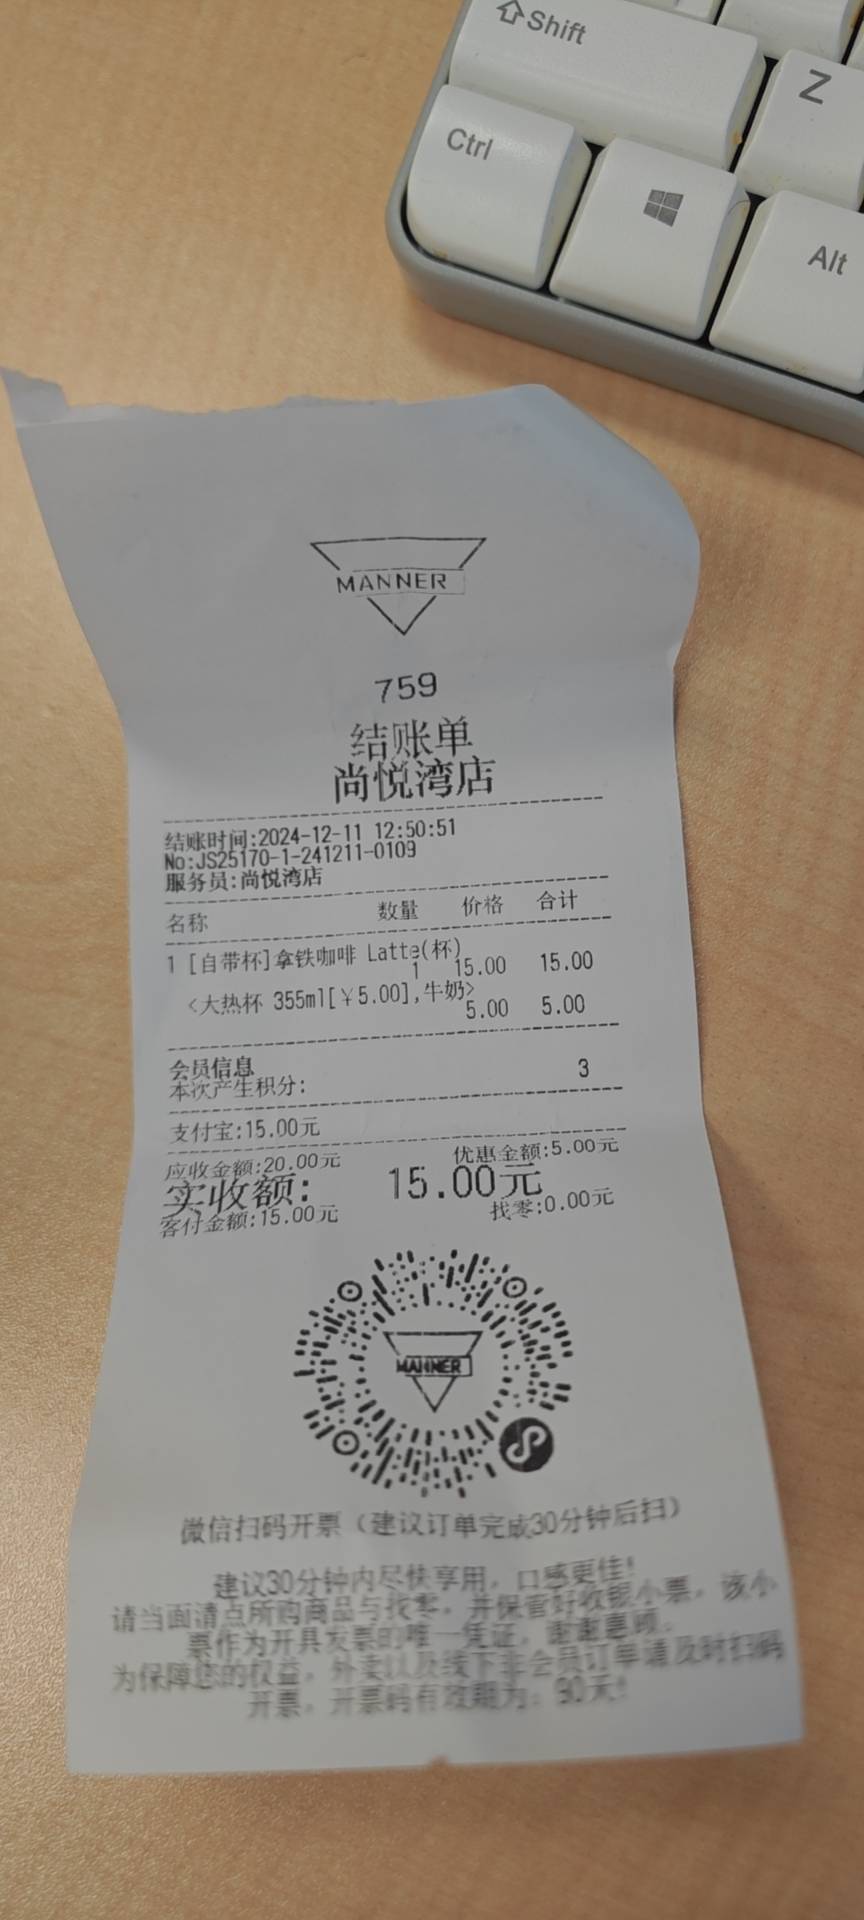 Shift
Z
Ctrl
Alt
MANNER
759
结账单
尚悦湾店
结账时间:2024-12-11 12:50:51
No:JS25170-1-241211-0109
服务员:尚悦湾店
名称 数量 价格 合计
1 [自带杯]拿铁咖啡 Latte(杯)
1 15.00 15.00
<大热杯 355ml[¥5.00],牛奶>
5.00 5.00
会员信息
本次产生积分: 3
支付宝:15.00元
应收金额:20.00元 优惠金额:5.00元
实收额: 15.00元
客付金额:15.00元 找零:0.00元
MANNER
微信扫码开票（建议订单完成30分钟后扫）
建议30分钟内尽快享用，口感更佳！
请当面清点所购商品与找零，并保管好收银小票，该小
票作为开具发票的唯一凭证，谢谢惠顾。
为保障您的权益，外卖以及线下非会员订单请及时扫码
开票，开票码有效期为：90天！